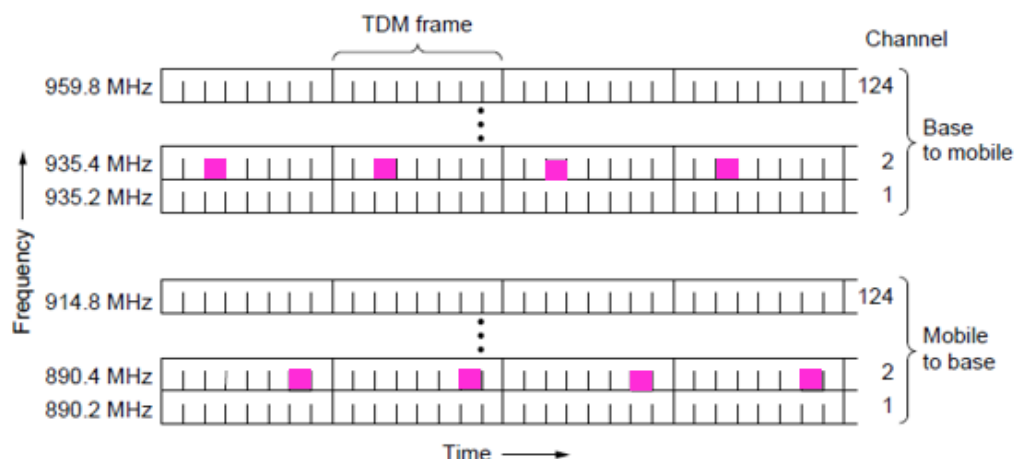 TDM frame
Channel
959.8 MHz
124
Base
to mobile
935.4 MHz
2
935.2 MHz
1
Frequency
914.8 MHz
124
Mobile
to base
890.4 MHz
2
890.2 MHz
1
Time